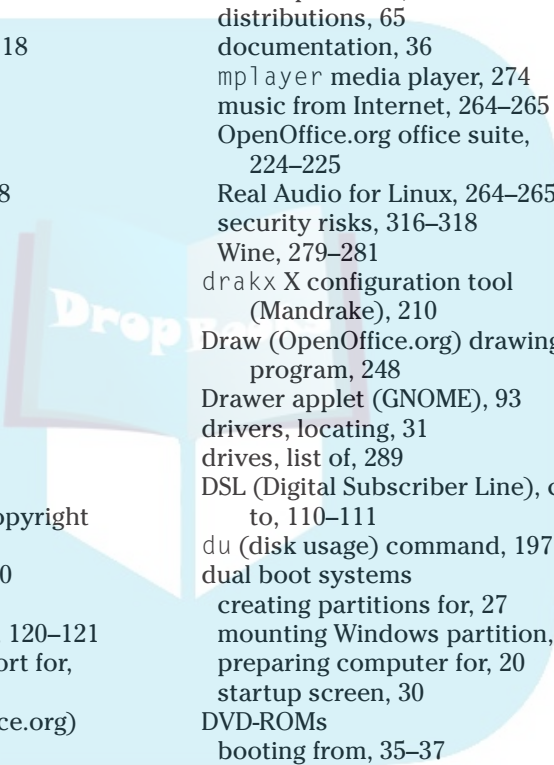 18
8
opyright
0
120–121
ort for,
ce.org)
distributions, 65
documentation, 36
mplayer media player, 274
music from Internet, 264–265
OpenOffice.org office suite,
224–225
Real Audio for Linux, 264–265
security risks, 316–318
Wine, 279–281
drakx X configuration tool
(Mandrake), 210
Draw (OpenOffice.org) drawing
program, 248
Drawer applet (GNOME), 93
drivers, locating, 31
drives, list of, 289
DSL (Digital Subscriber Line), c
to, 110–111
du (disk usage) command, 197
dual boot systems
creating partitions for, 27
mounting Windows partition,
preparing computer for, 20
startup screen, 30
DVD-ROMs
booting from, 35–37